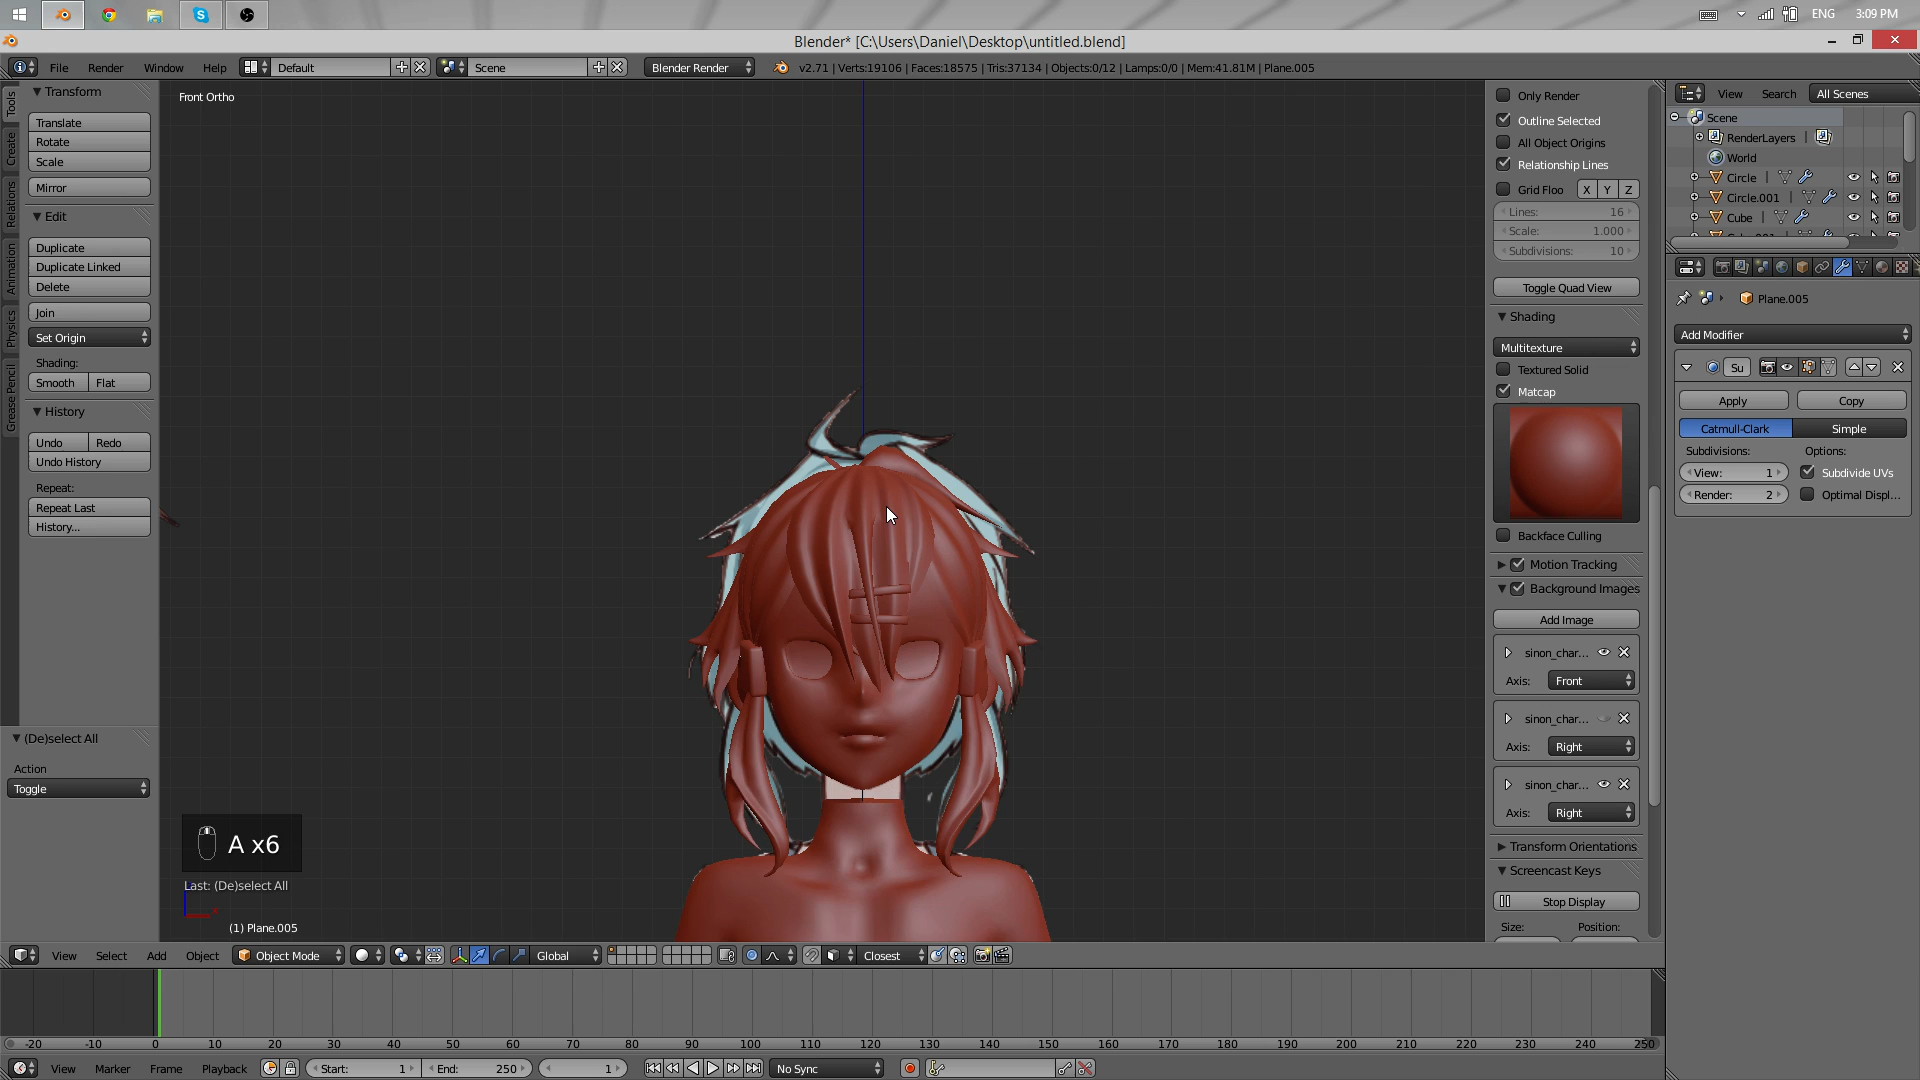 ENG
3:09 PM
Blender* [C:\Users\Daniel\Desktop\untitled.blend]
File Render Window Help Default Scene Blender Render v2.71 | Verts:19106 | Faces:18575 | Tris:37134 | Objects:0/12 | Lamps:0/0 | Mem:41.81M | Plane.005
Tools
Create
Relations
Animation
Physics
Grease Pencil
Transform
Translate
Rotate
Scale
Mirror
Edit
Duplicate
Duplicate Linked
Delete
Join
Set Origin
Shading:
Smooth Flat
History
Undo Redo
Undo History
Repeat:
Repeat Last
History...
(De)select All
Action
Toggle
Front Ortho
A x6
Last: (De)select All
(1) Plane.005
Only Render
Outline Selected
All Object Origins
Relationship Lines
Grid Floo X Y Z
Lines: 16
Scale: 1.000
Subdivisions: 10
Toggle Quad View
Shading
Multitexture
Textured Solid
Matcap
Backface Culling
Motion Tracking
Background Images
Add Image
sinon_char...
Axis: Front
sinon_char...
Axis: Right
sinon_char...
Axis: Right
Transform Orientations
Screencast Keys
Stop Display
Size: Position:
View Search All Scenes
Scene
RenderLayers |
World
Circle |
Circle.001 |
Cube |
Plane.005
Add Modifier
Su
Apply Copy
Catmull-Clark Simple
Subdivisions: Options:
View: 1 Subdivide UVs
Render: 2 Optimal Displ...
View Select Add Object Object Mode Global Closest
-20 -10 0 10 20 30 40 50 60 70 80 90 100 110 120 130 140 150 160 170 180 190 200 210 220 230 240 250
View Marker Frame Playback Start: 1 End: 250 1 No Sync